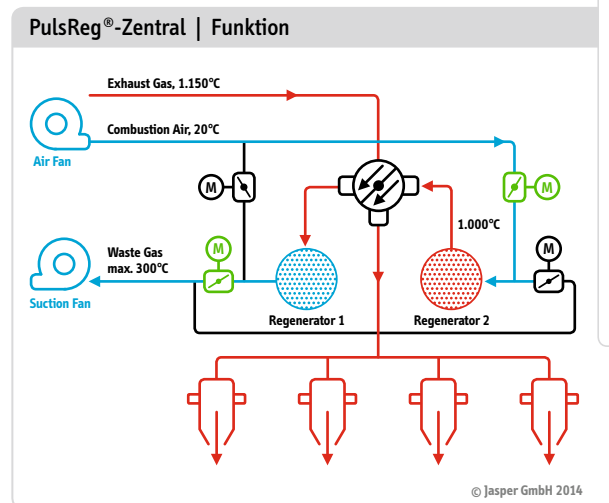 PulsReg®-Zentral | Funktion
Exhaust Gas, 1.150°C
Combustion Air, 20°C
Air Fan
M
M
1.000°C
Waste Gas
max. 300°C
M
M
Suction Fan
Regenerator 1
Regenerator 2
© Jasper GmbH 2014